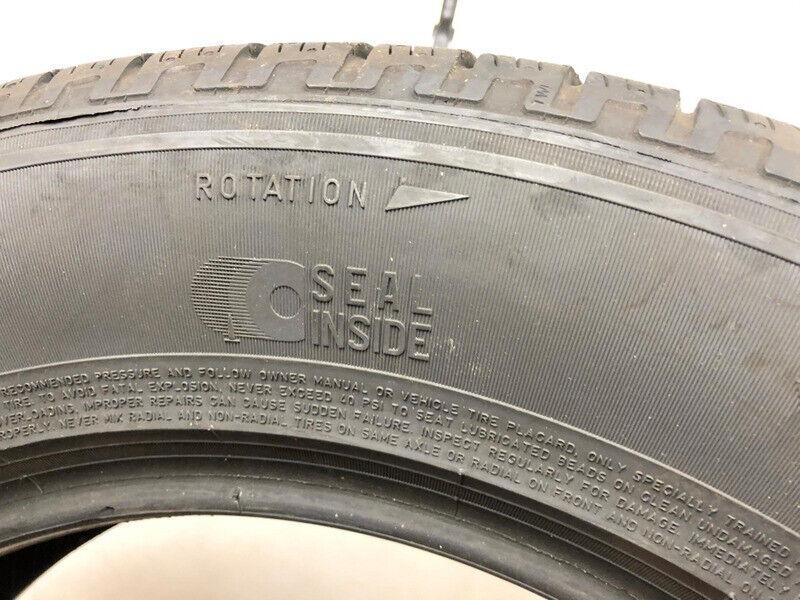 TWI
ROTATION
SEAL
INSIDE
RECOMMENDED PRESSURE AND FOLLOW OWNER MANUAL OR VEHICLE TIRE PLACARD. ONLY SPECIALLY TRAINED
TIRE. TO AVOID FATAL EXPLOSION, NEVER EXCEED 40 PSI TO SEAT LUBRICATED BEADS ON CLEAN UNDAMAGED
OVERLOADING. IMPROPER REPAIRS CAN CAUSE SUDDEN FAILURE. INSPECT REGULARLY FOR DAMAGE. IMMEDIATELY
NEVER MIX RADIAL AND NON-RADIAL TIRES ON SAME AXLE OR RADIAL ON FRONT AND NON-RADIAL ON